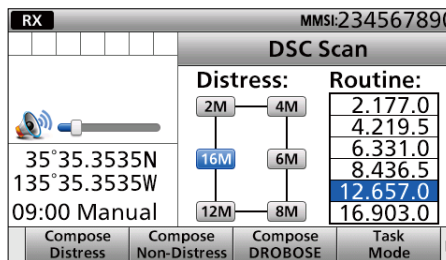 RX
MMSI:234567890
DSC Scan
Distress:
2M 4M
16M 6M
12M 8M
Routine:
2.177.0
4.219.5
6.331.0
8.436.5
12.657.0
16.903.0
35°35.3535N
135°35.3535W
09:00 Manual
Compose Distress
Compose Non-Distress
Compose DROBOSE
Task Mode